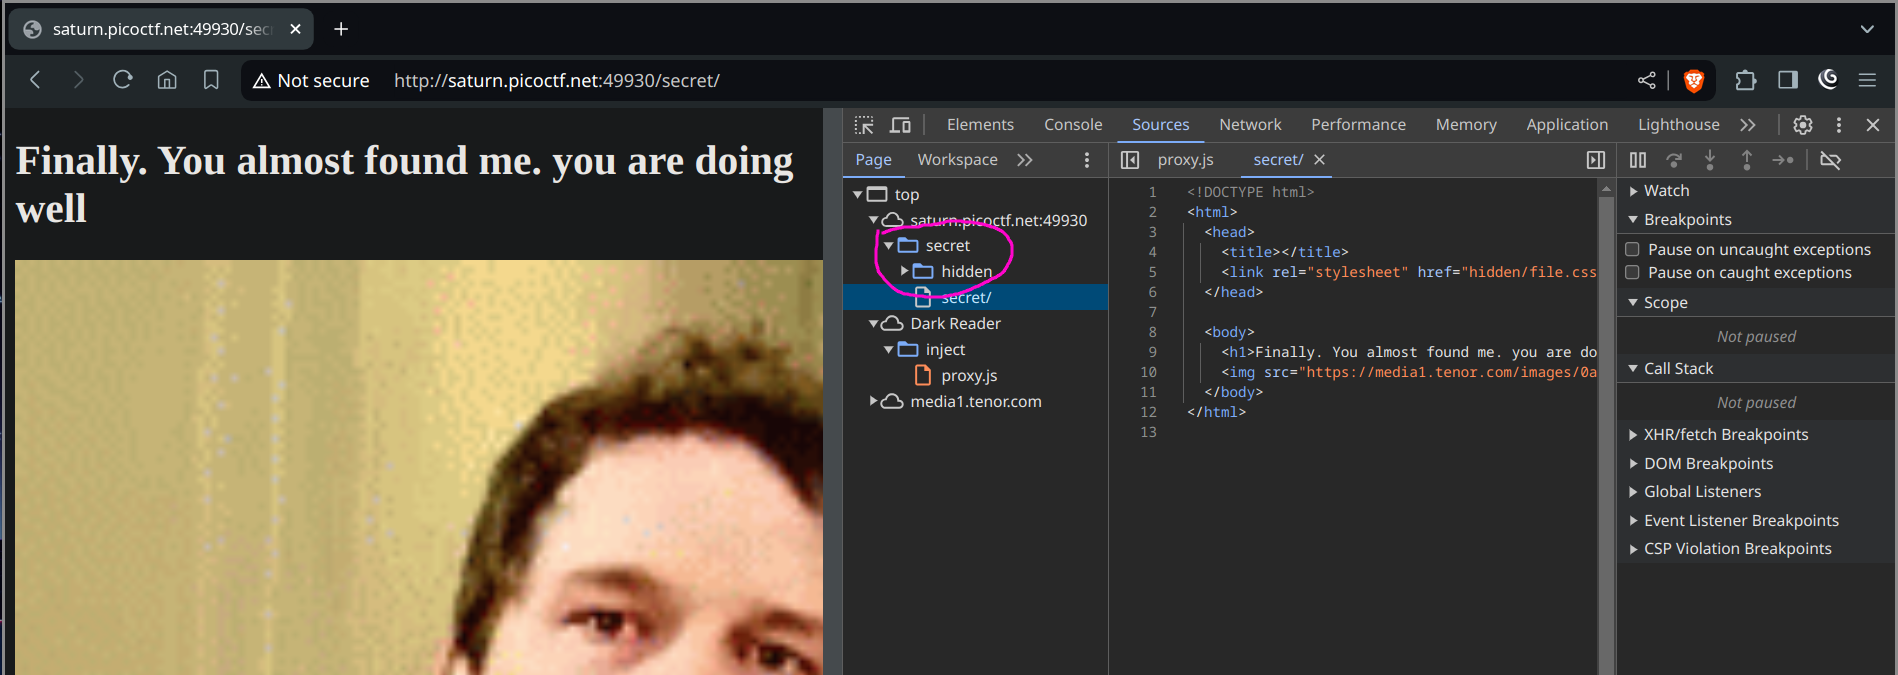 saturn.picoctf.net:49930/sec
Not secure http://saturn.picoctf.net:49930/secret/
Finally. You almost found me. you are doing
well
Elements Console Sources Network Performance Memory Application Lighthouse
Page Workspace
top
saturn.picoctf.net:49930
secret
hidden
secret/
Dark Reader
inject
proxy.js
media1.tenor.com
proxy.js secret/
1 <!DOCTYPE html>
2 <html>
3 <head>
4 <title></title>
5 <link rel="stylesheet" href="hidden/file.css
6 </head>
7
8 <body>
9 <h1>Finally. You almost found me. you are do
10 <img src="https://media1.tenor.com/images/0a
11 </body>
12 </html>
13
Watch
Breakpoints
Pause on uncaught exceptions
Pause on caught exceptions
Scope
Not paused
Call Stack
Not paused
XHR/fetch Breakpoints
DOM Breakpoints
Global Listeners
Event Listener Breakpoints
CSP Violation Breakpoints